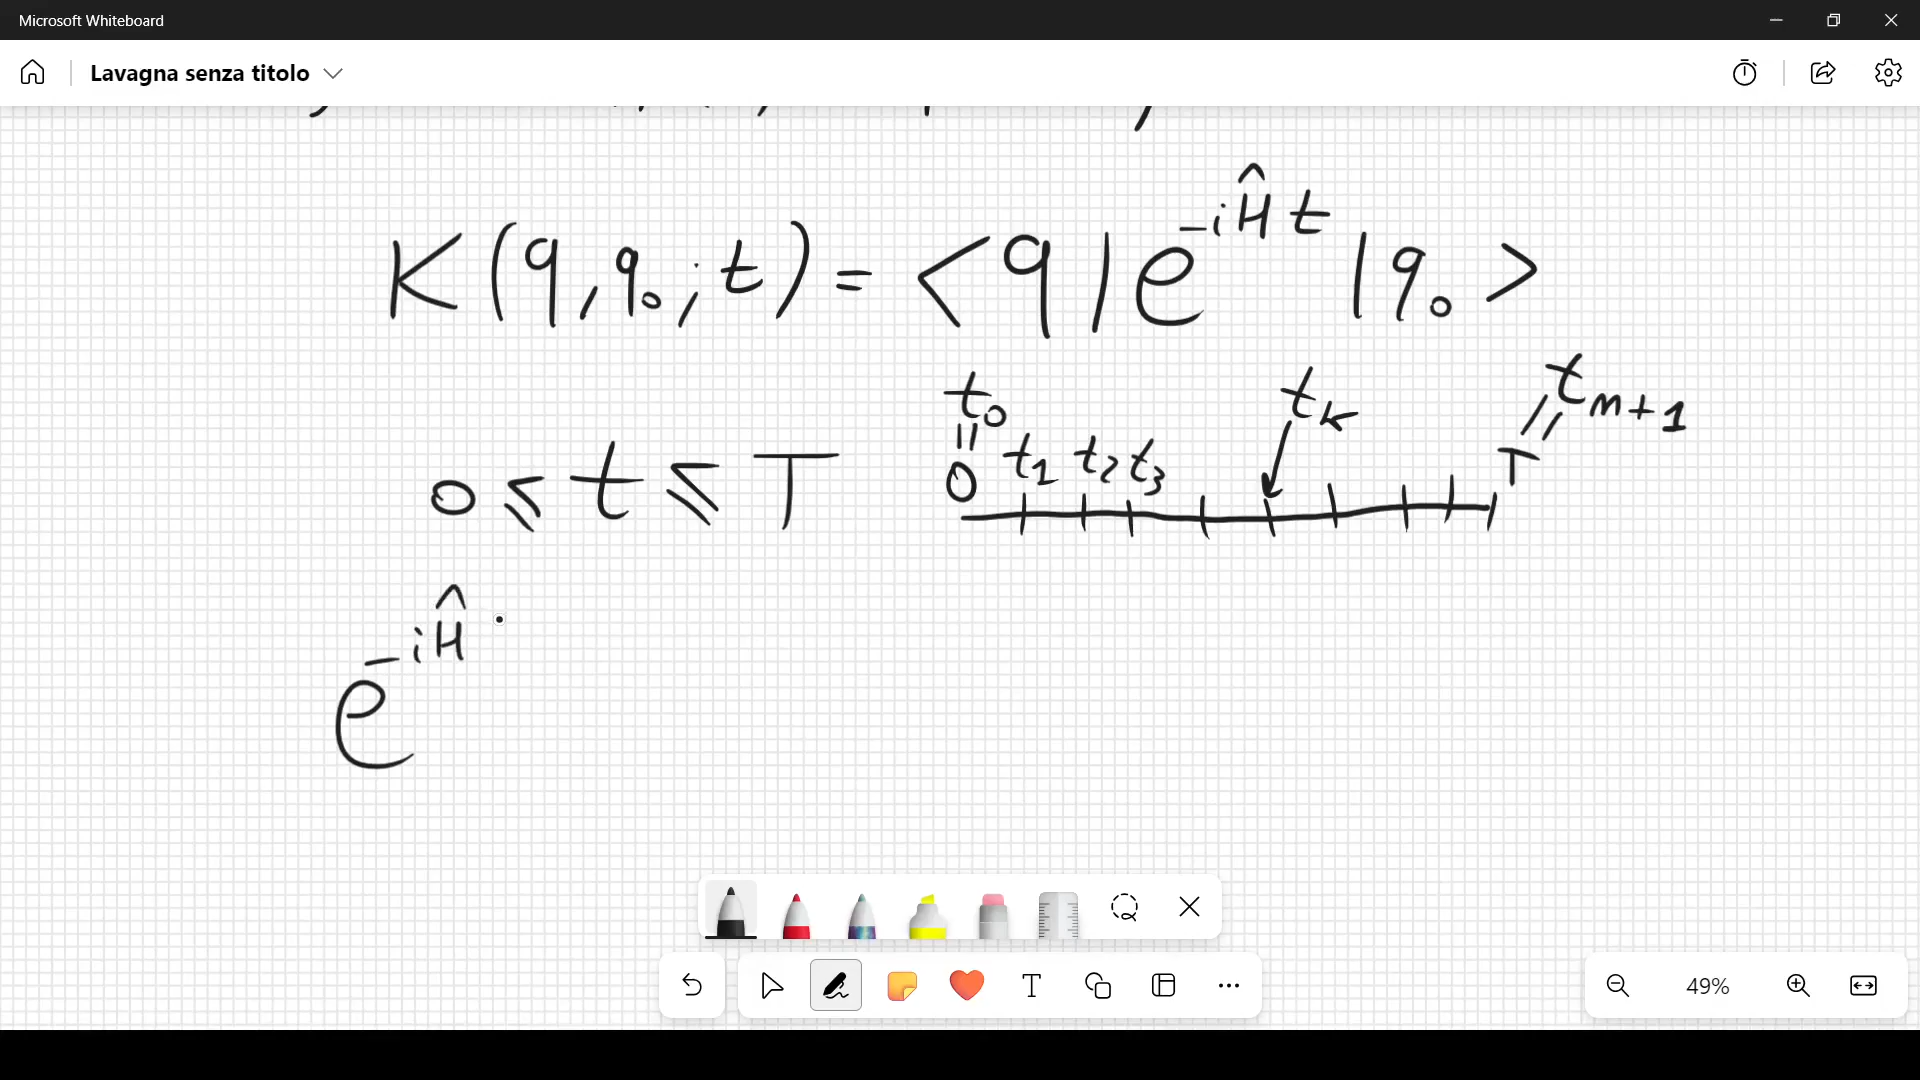 Microsoft Whiteboard
Lavagna senza titolo
K(q, q₀; t) = <q|e^{-iĤt}|q₀>
t₀ t_k t_{n+1}
0 t₁ t₂ t₃ T
0 ≤ t ≤ T
e^{-iĤ}
49%